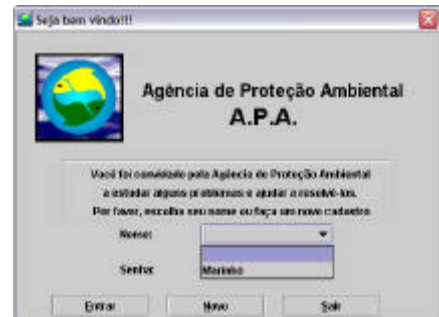 Seja bem vindo!!!
Agência de Proteção Ambiental
A.P.A.
Você foi convidado pela Agência de Proteção Ambiental
a estudar alguns problemas e ajudar a resolvê-los.
Por favor, escolha seu nome ou faça um novo cadastro
Nome:
Senha: Marinho
Entrar Novo Sair